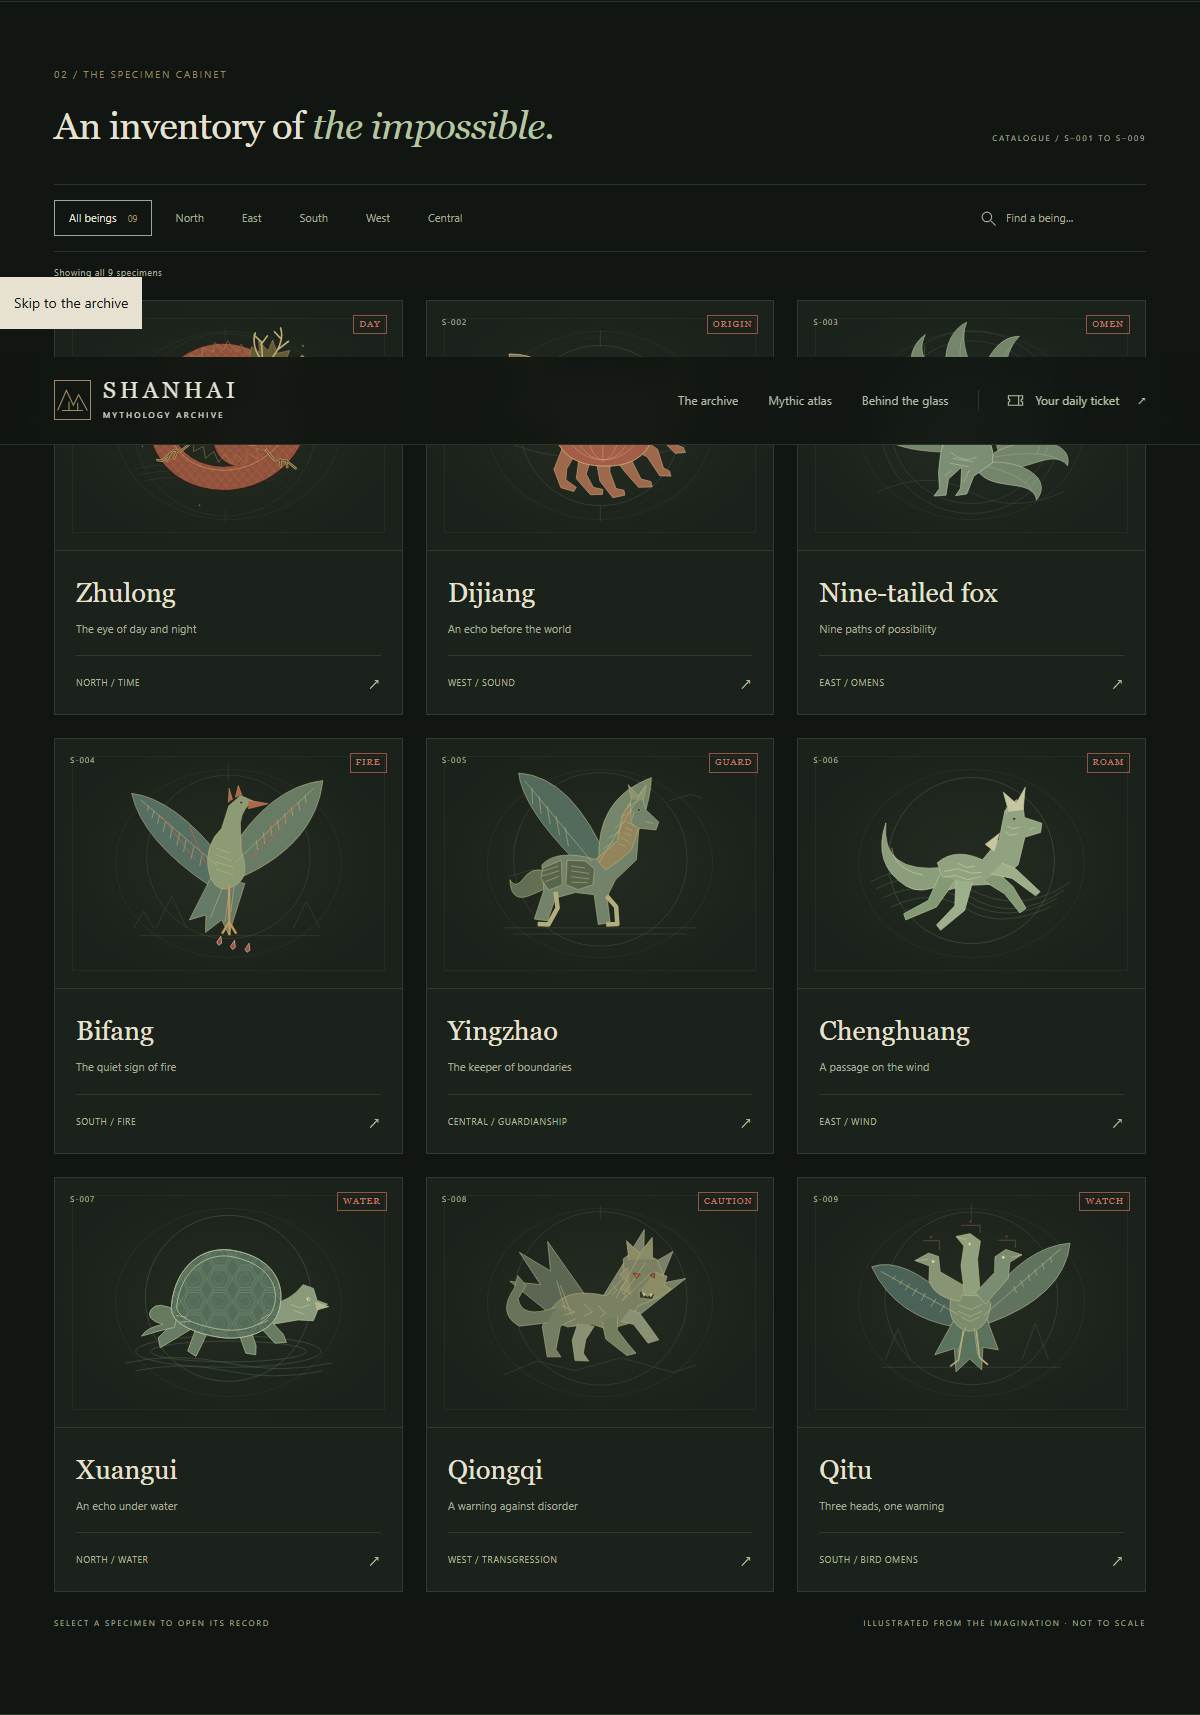 02 / THE SPECIMEN CABINET
An inventory of the impossible.
CATALOGUE / S-001 TO S-009
All beings 09
North
East
South
West
Central
Find a being...
Showing all 9 specimens
Skip to the archive
DAY
S-002
ORIGIN
S-003
OMEN
SHANHAI
MYTHOLOGY ARCHIVE
The archive
Mythic atlas
Behind the glass
Your daily ticket ↗
Zhulong
The eye of day and night
NORTH / TIME ↗
Dijiang
An echo before the world
WEST / SOUND ↗
Nine-tailed fox
Nine paths of possibility
EAST / OMENS ↗
S-004
FIRE
Bifang
The quiet sign of fire
SOUTH / FIRE ↗
S-005
GUARD
Yingzhao
The keeper of boundaries
CENTRAL / GUARDIANSHIP ↗
S-006
ROAM
Chenghuang
A passage on the wind
EAST / WIND ↗
S-007
WATER
Xuangui
An echo under water
NORTH / WATER ↗
S-008
CAUTION
Qiongqi
A warning against disorder
WEST / TRANSGRESSION ↗
S-009
WATCH
Qitu
Three heads, one warning
SOUTH / BIRD OMENS ↗
SELECT A SPECIMEN TO OPEN ITS RECORD
ILLUSTRATED FROM THE IMAGINATION · NOT TO SCALE